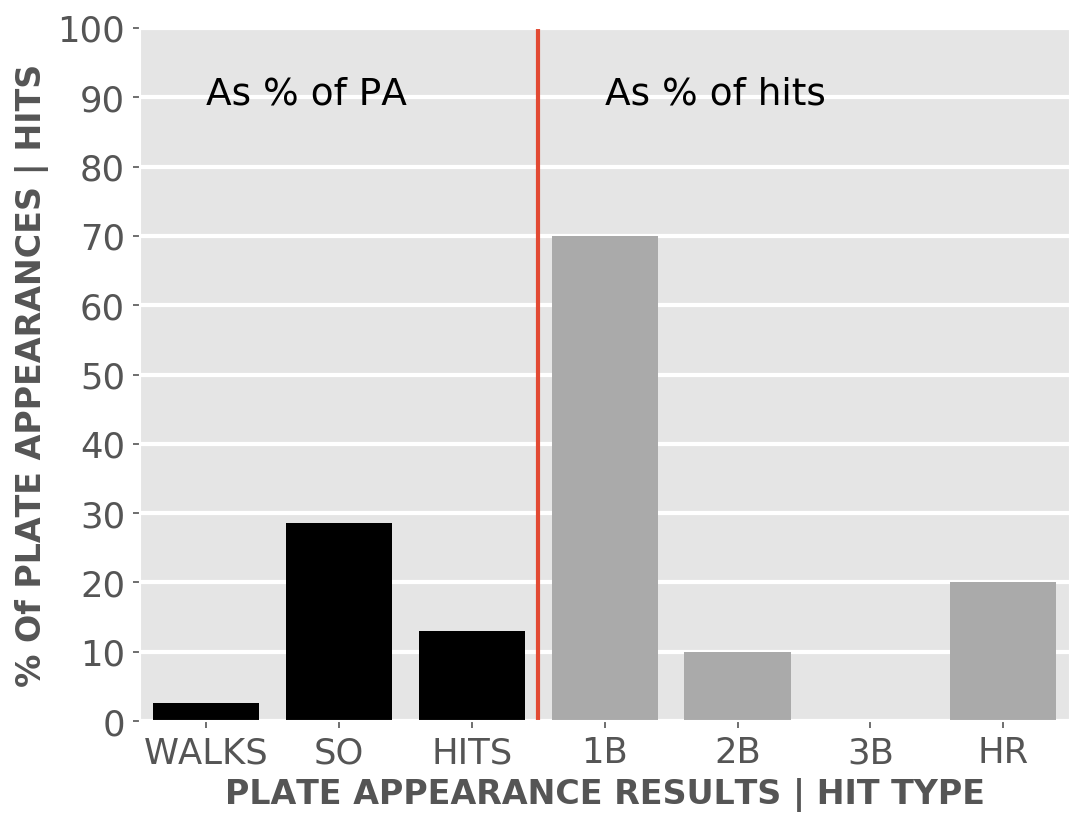 % Of PLATE APPEARANCES | HITS
100
90
80
70
60
50
40
30
20
10
0
As % of PA
As % of hits
WALKS SO HITS 1B 2B 3B HR
PLATE APPEARANCE RESULTS | HIT TYPE